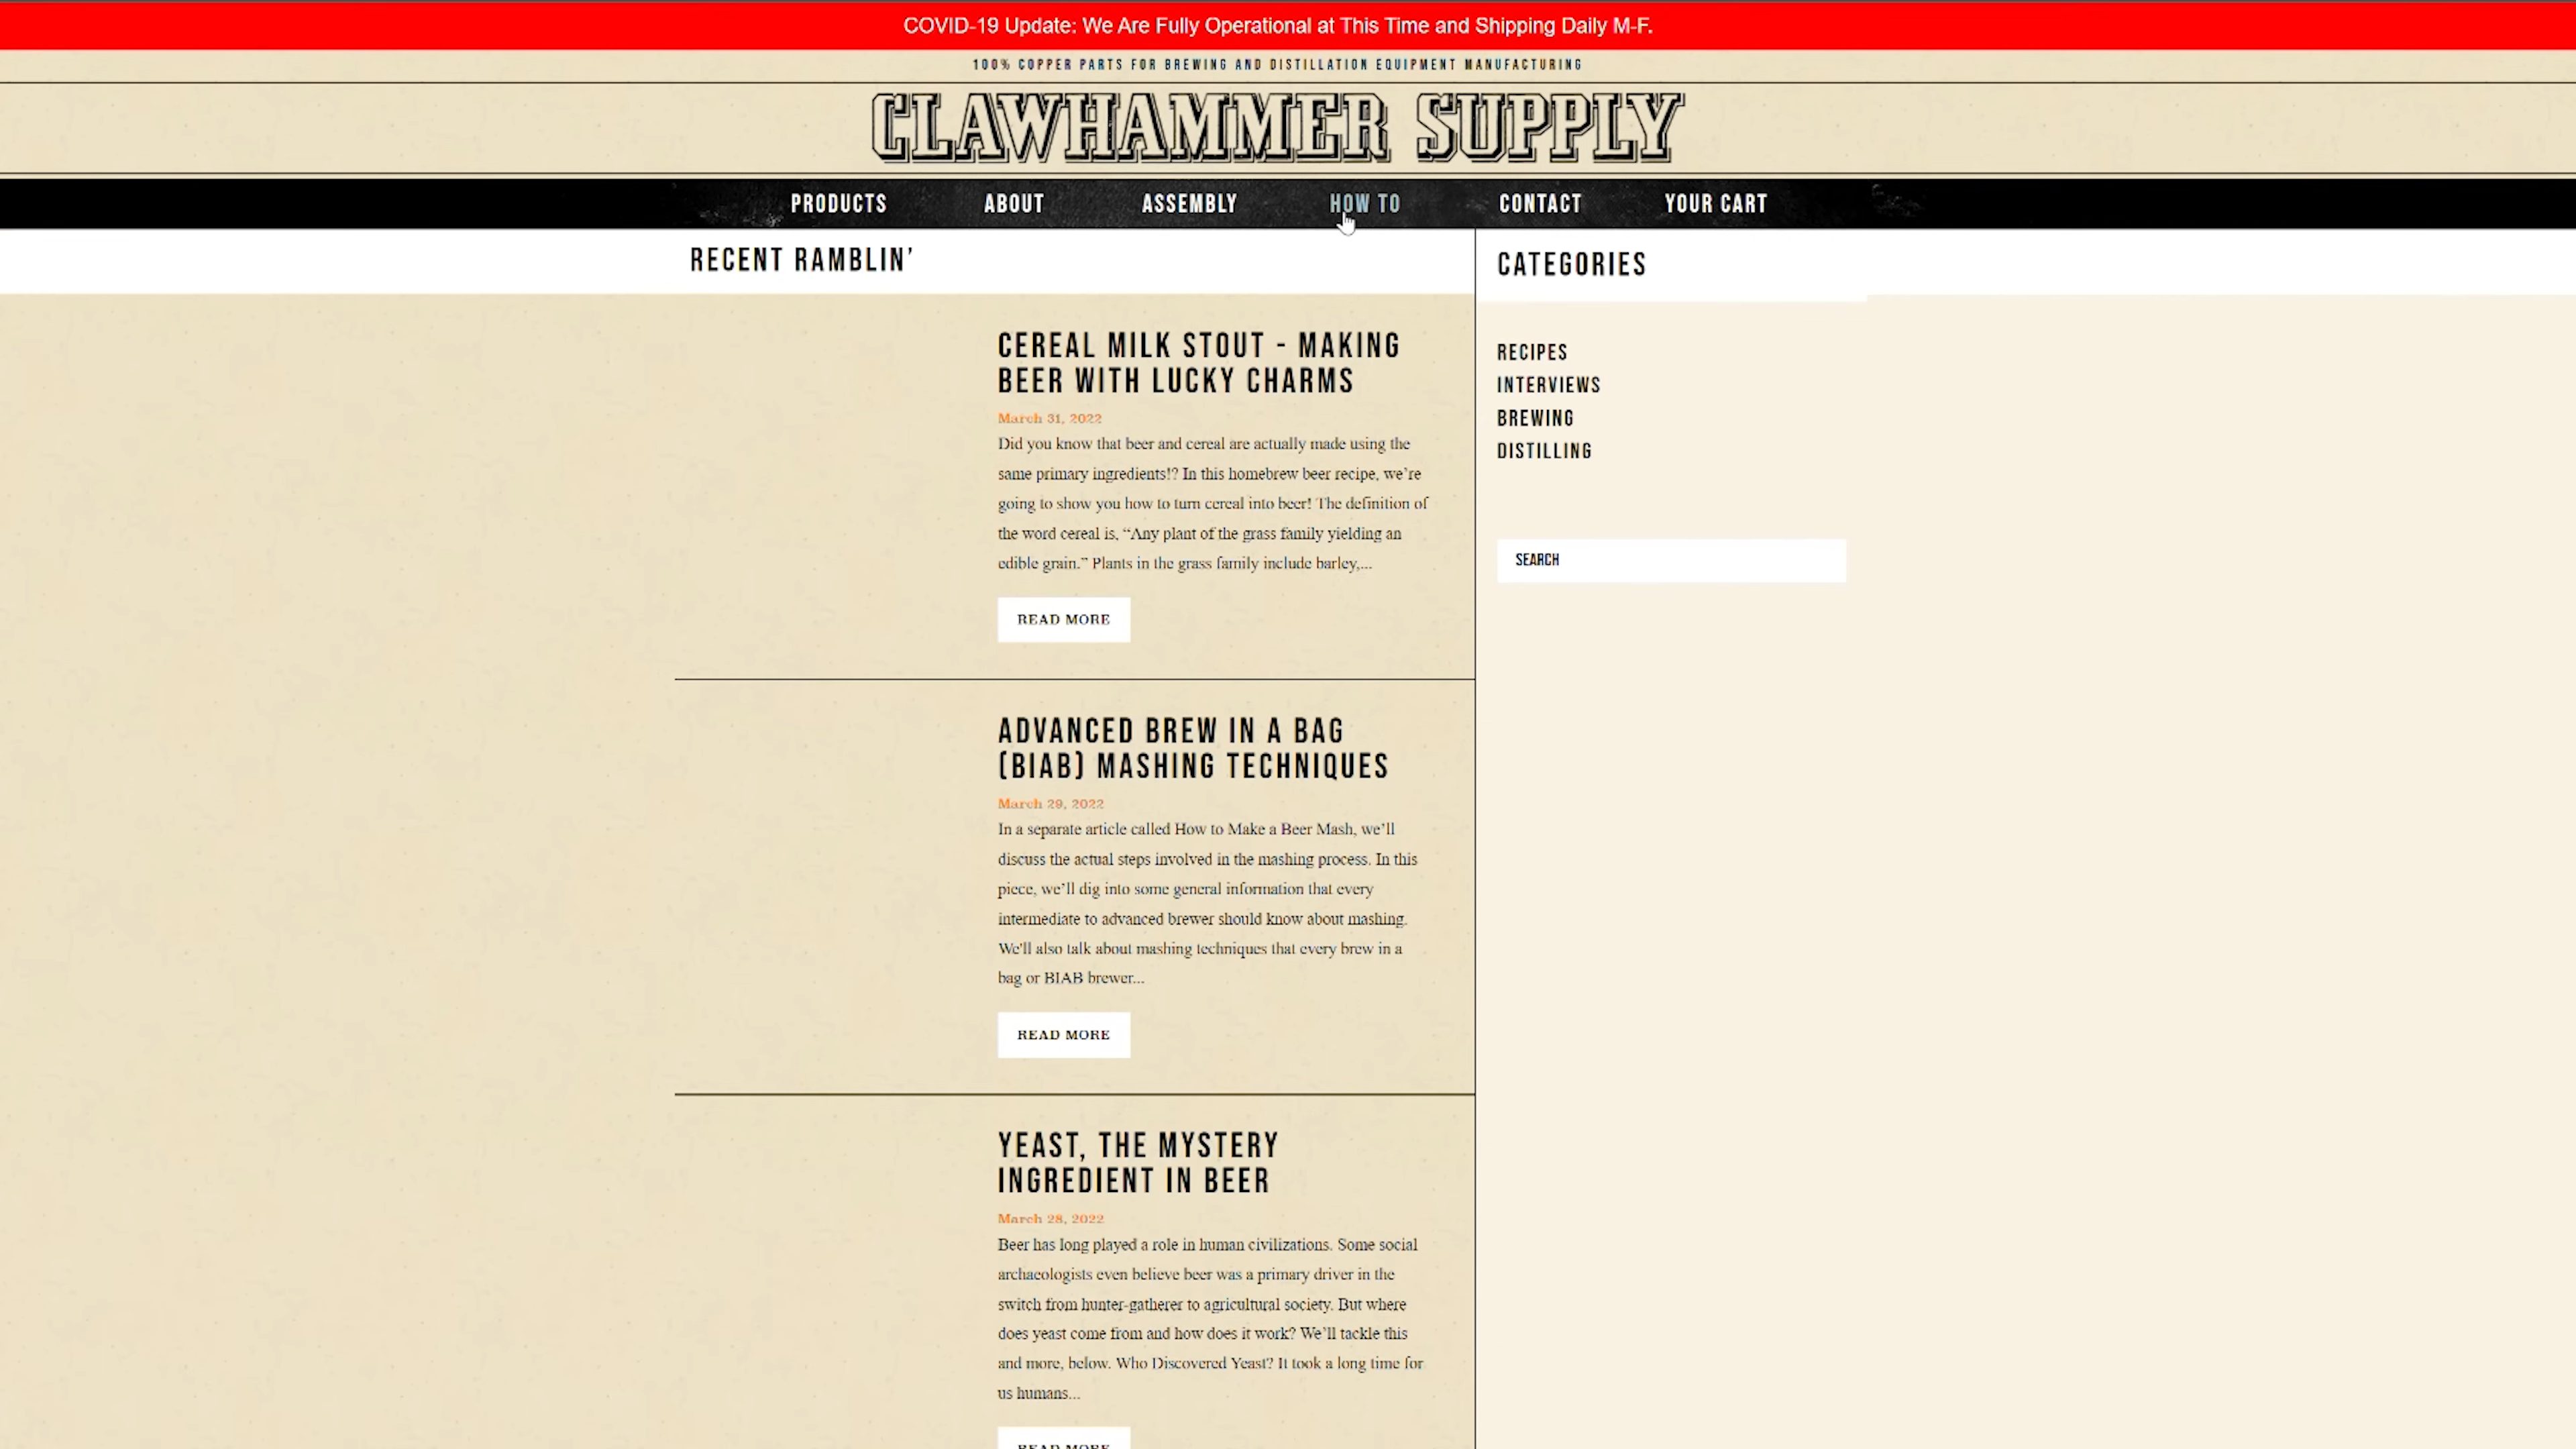 COVID-19 Update: We Are Fully Operational at This Time and Shipping Daily M-F.
100% COPPER PARTS FOR BREWING AND DISTILLATION EQUIPMENT MANUFACTURING
CLAWHAMMER SUPPLY
PRODUCTS ABOUT ASSEMBLY HOW TO CONTACT YOUR CART
RECENT RAMBLIN'
CEREAL MILK STOUT - MAKING
BEER WITH LUCKY CHARMS
March 31, 2022
Did you know that beer and cereal are actually made using the
same primary ingredients!? In this homebrew beer recipe, we're
going to show you how to turn cereal into beer! The definition of
the word cereal is, “Any plant of the grass family yielding an
edible grain.” Plants in the grass family include barley,...
READ MORE
ADVANCED BREW IN A BAG
(BIAB) MASHING TECHNIQUES
March 29, 2022
In a separate article called How to Make a Beer Mash, we'll
discuss the actual steps involved in the mashing process. In this
piece, we'll dig into some general information that every
intermediate to advanced brewer should know about mashing.
We'll also talk about mashing techniques that every brew in a
bag or BIAB brewer...
READ MORE
YEAST, THE MYSTERY
INGREDIENT IN BEER
March 28, 2022
Beer has long played a role in human civilizations. Some social
archaeologists even believe beer was a primary driver in the
switch from hunter-gatherer to agricultural society. But where
does yeast come from and how does it work? We'll tackle this
and more, below. Who Discovered Yeast? It took a long time for
us humans...
READ MORE
CATEGORIES
RECIPES
INTERVIEWS
BREWING
DISTILLING
SEARCH